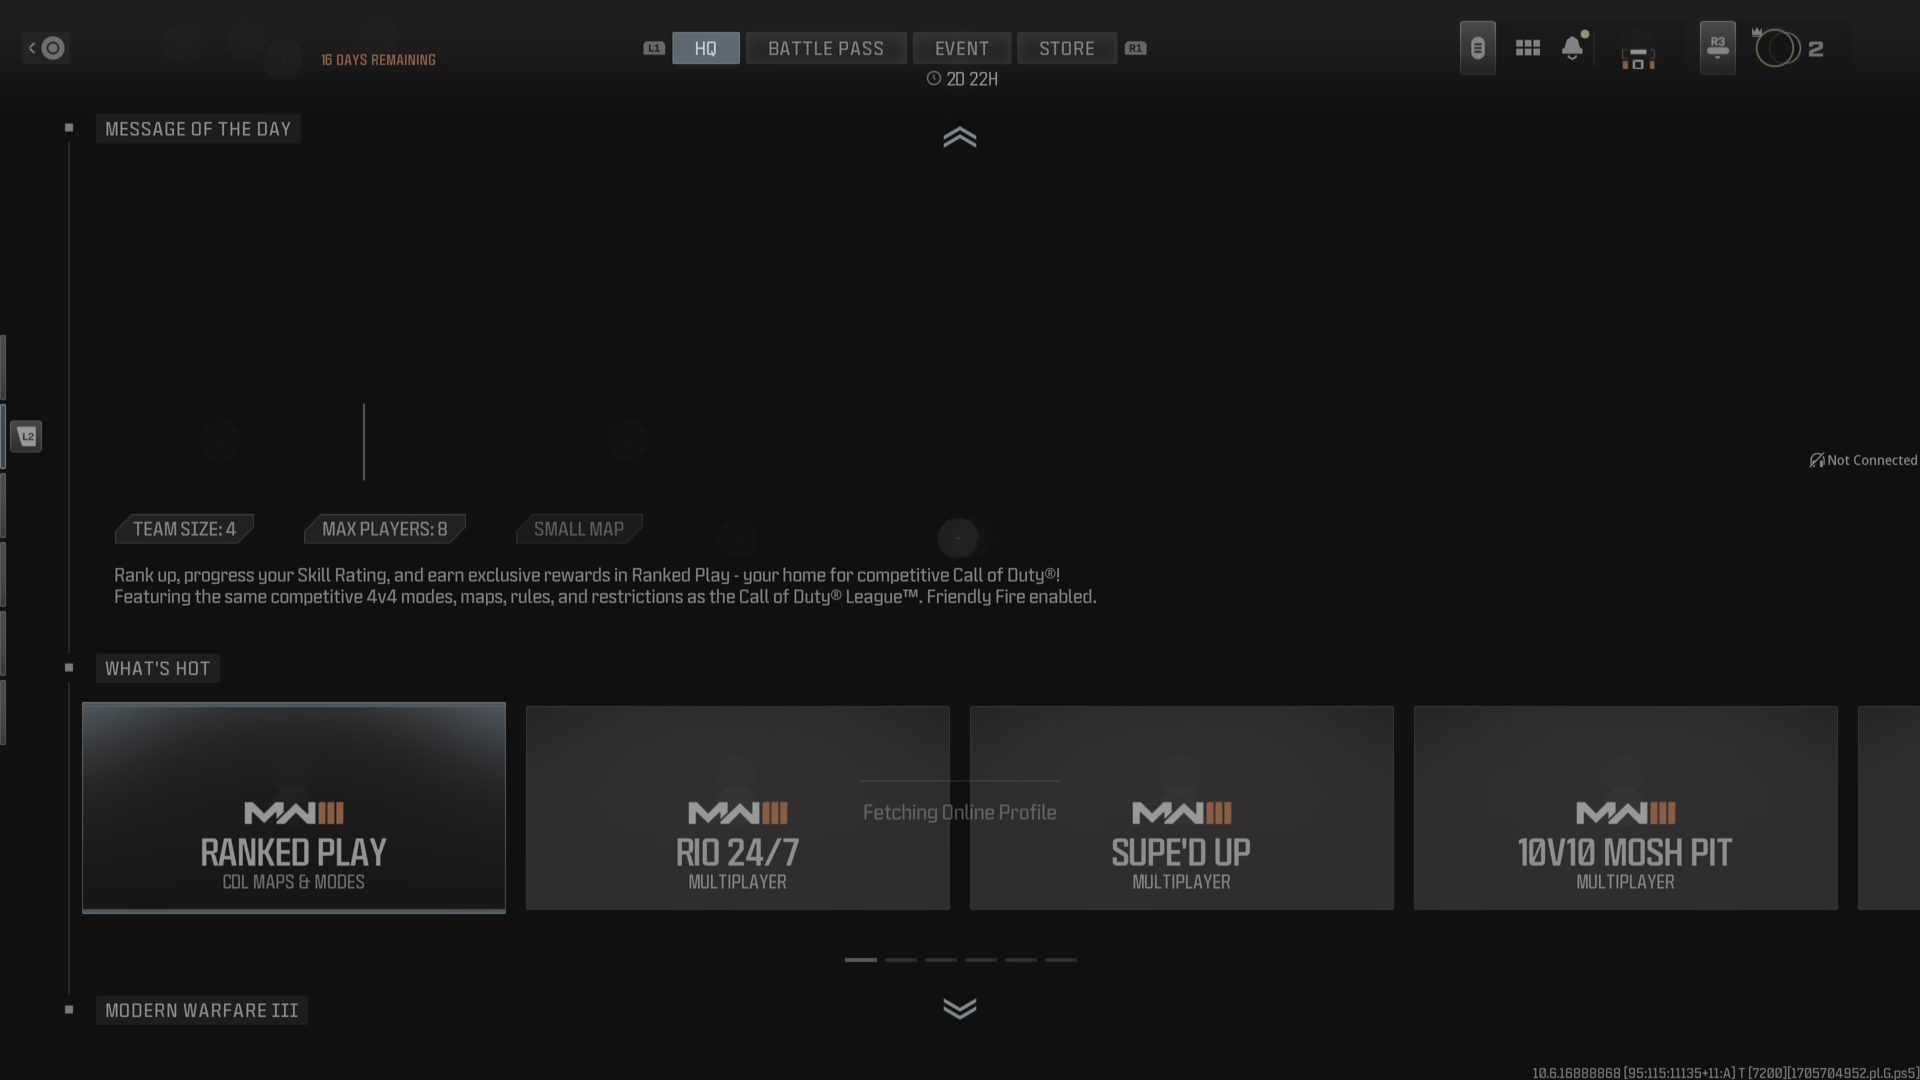 16 DAYS REMAINING
L1
HQ
BATTLE PASS
EVENT
STORE
R1
2D 22H
R3
2
MESSAGE OF THE DAY
L2
Not Connected
TEAM SIZE: 4
MAX PLAYERS: 8
SMALL MAP
Rank up, progress your Skill Rating, and earn exclusive rewards in Ranked Play - your home for competitive Call of Duty®!
Featuring the same competitive 4v4 modes, maps, rules, and restrictions as the Call of Duty® League™. Friendly Fire enabled.
WHAT'S HOT
MWIII
RANKED PLAY
CDL MAPS & MODES
MWIII
RIO 24/7
MULTIPLAYER
Fetching Online Profile
MWIII
SUPE'D UP
MULTIPLAYER
MWIII
10V10 MOSH PIT
MULTIPLAYER
MODERN WARFARE III
10.6.16888868 [95:115:11135+11:A] T [7200][1705704952.pl.G.ps5]